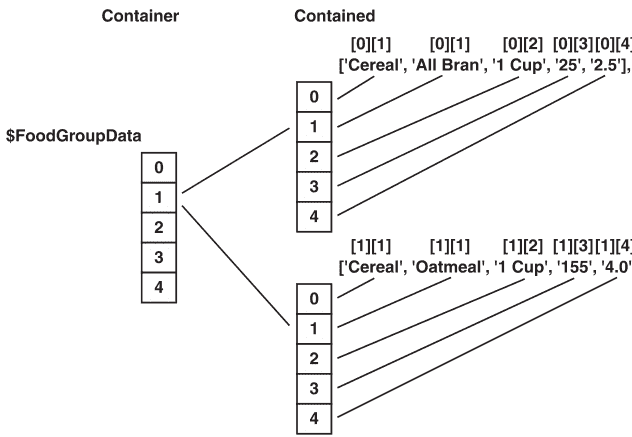 Container Contained
[0][1] [0][1] [0][2] [0][3][0][4]
['Cereal', 'All Bran', '1 Cup', '25', '2.5'],
0
1
2
3
4
$FoodGroupData
0
1
2
3
4
[1][1] [1][1] [1][2] [1][3][1][4]
['Cereal', 'Oatmeal', '1 Cup', '155', '4.0'
0
1
2
3
4